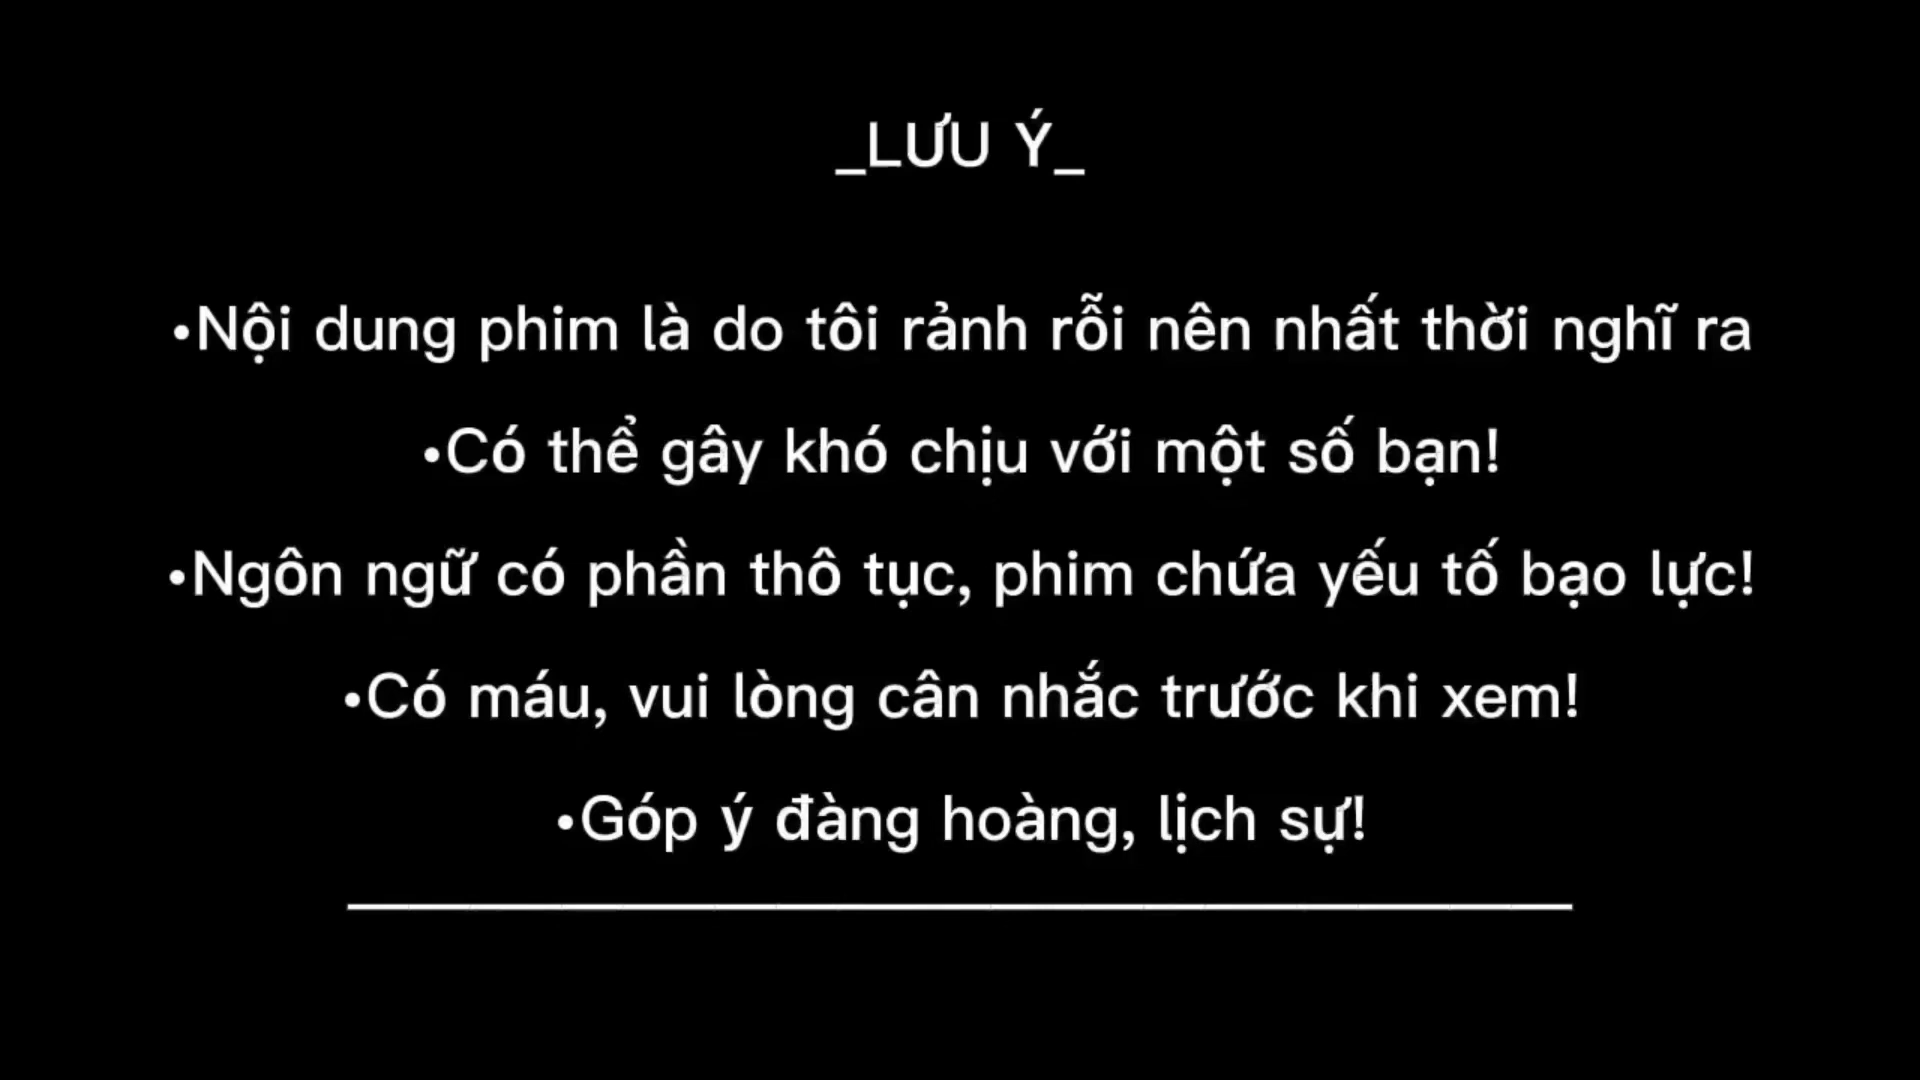 _LƯU Ý_
•Nội dung phim là do tôi rảnh rỗi nên nhất thời nghĩ ra
•Có thể gây khó chịu với một số bạn!
•Ngôn ngữ có phần thô tục, phim chứa yếu tố bạo lực!
•Có máu, vui lòng cân nhắc trước khi xem!
•Góp ý đàng hoàng, lịch sự!